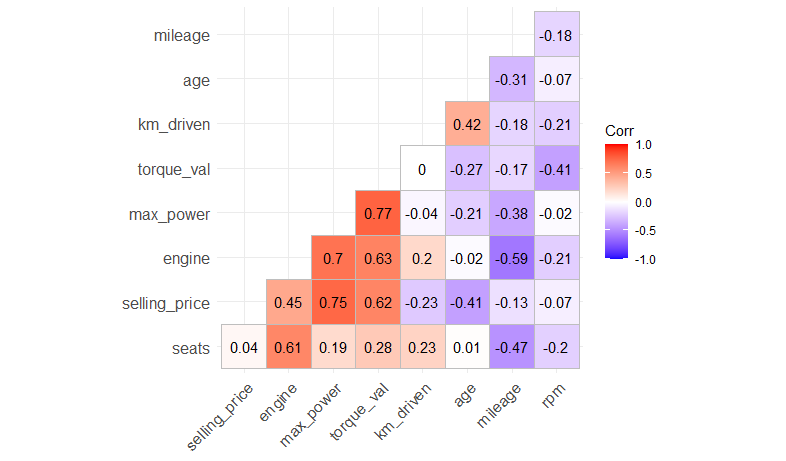 mileage -0.18
age -0.31 -0.07
km_driven 0.42 -0.18 -0.21
torque_val 0 -0.27 -0.17 -0.41
max_power 0.77 -0.04 -0.21 -0.38 -0.02
engine 0.7 0.63 0.2 -0.02 -0.59 -0.21
selling_price 0.45 0.75 0.62 -0.23 -0.41 -0.13 -0.07
seats 0.04 0.61 0.19 0.28 0.23 0.01 -0.47 -0.2
selling_price engine max_power torque_val km_driven age mileage rpm
Corr
1.0
0.5
0.0
-0.5
-1.0